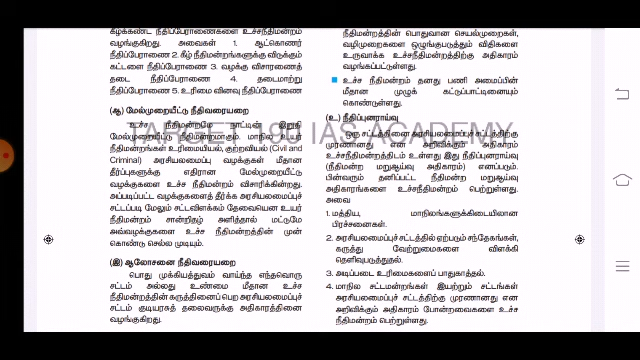 கீழ்க்கண்ட நீதிப்பேராணைகளை உச்சநீதிமன்றம்
வழங்குகிறது. அவைகள் 1. ஆட்கொணர்
நீதிப்பேராணை 2. கீழ் நீதிமன்றங்களுக்கு விடுக்கும்
கட்டளை நீதிப்பேராணை 3. வழக்கு விசாரணைத்
தடை நீதிப்பேராணை 4. தடைமாற்று
நீதிப்பேராணை 5. உரிமை வினவு நீதிப்பேராணை
(ஆ) மேல்முறையீட்டு நீதிவரையறை
உச்ச நீதிமன்றமே நாட்டின் இறுதி
மேல்முறையீட்டு நீதிமன்றமாகும். மாநில உயர்
நீதிமன்றங்கள் உரிமையியல், குற்றவியல் (Civil and
Criminal) அரசியலமைப்பு வழக்குகள் மீதான
தீர்ப்புகளுக்கு எதிரான மேல்முறையீட்டு
வழக்குகளை உச்ச நீதிமன்றம் விசாரிக்கின்றது.
அப்படிப்பட்ட வழக்குகளைத் தீர்க்க அரசியலமைப்புச்
சட்டப்படி மேலும் சட்டவிளக்கம் தேவையென உயர்
நீதிமன்றம் சான்றிதழ் அளித்தால் மட்டுமே
அவ்வழக்குகளை உச்ச நீதிமன்றத்தின் முன்
கொண்டு செல்ல முடியும்.
(இ) ஆலோசனை நீதிவரையறை
பொது முக்கியத்துவம் வாய்ந்த எந்தவொரு
சட்டம் அல்லது உண்மை மீதான உச்ச
நீதிமன்றத்தின் கருத்தினைப் பெற அரசியலமைப்புச்
சட்டம் குடியரசுத் தலைவருக்கு அதிகாரத்தினை
வழங்குகிறது.
நீதிமன்றத்தின் பொதுவான செயல்முறைகள்,
வழிமுறைகளை ஒழுங்குபடுத்தும் விதிகளை
உருவாக்க உச்சநீதிமன்றத்திற்கு அதிகாரம்
வழங்கப்பட்டுள்ளது.
உச்ச நீதிமன்றம் தனது பணி அமைப்பின்
மீதான முழுக் கட்டுப்பாட்டினையும்
கொண்டுள்ளது.
(உ) நீதிப்புனராய்வு
ஒரு சட்டத்தினை அரசியலமைப்பு சட்டத்திற்கு
முரணானது என அறிவிக்கும் அதிகாரம்
உச்சநீதிமன்றத்திடம் உள்ளது இது நீதிப்புனராய்வு
(நீதிமன்ற மறுஆய்வு அதிகாரம்) எனப்படும்.
பின்வரும் தனிப்பட்ட நீதிமன்ற மறுஆய்வு
அதிகாரங்களை உச்சநீதிமன்றம் பெற்றுள்ளது.
அவை
1. மத்திய, மாநிலங்களுக்கிடையிலான
பிரச்சனைகள்.
2. அரசியலமைப்புச் சட்டத்தில் ஏற்படும் சந்தேகங்கள்,
கருத்து வேற்றுமைகளை விளக்கி
தெளிவுபடுத்துதல்.
3. அடிப்படை உரிமைகளைப் பாதுகாத்தல்.
4. மாநில சட்டமன்றங்கள் இயற்றும் சட்டங்கள்
அரசியலமைப்புச் சட்டத்திற்கு முரணானது என
அறிவிக்கும் அதிகாரம் போன்றவைகளை உச்ச
நீதிமன்றம் பெற்றுள்ளது.
TARGET 190 IAS ACADEMY